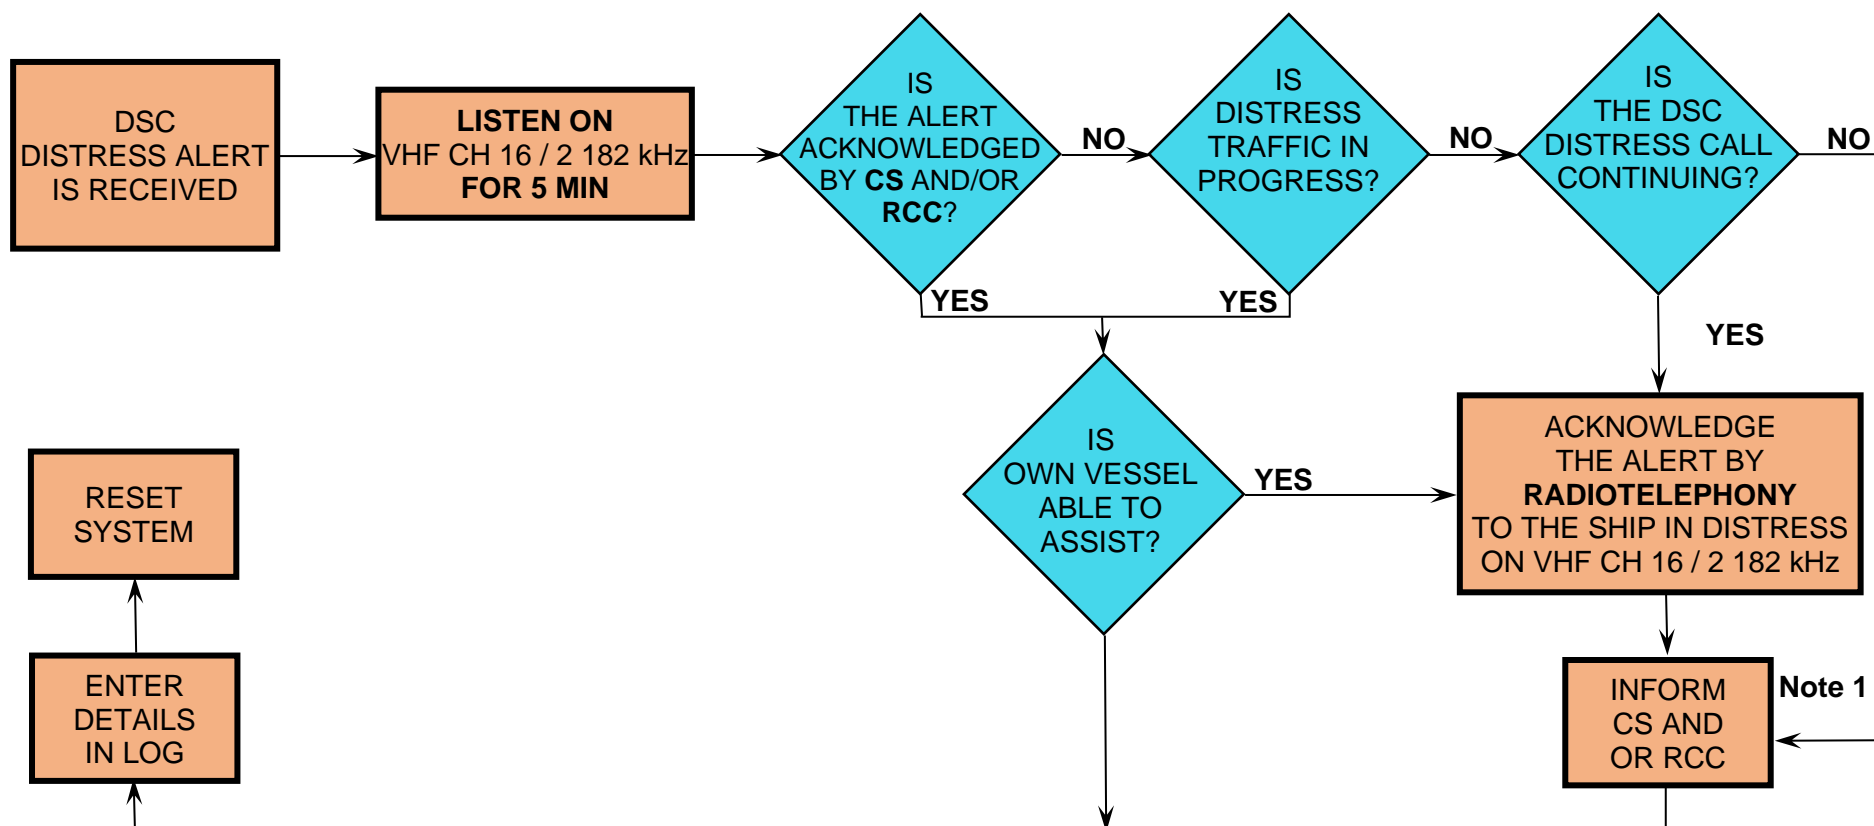 DSC
DISTRESS ALERT
IS RECEIVED
LISTEN ON
VHF CH 16 / 2 182 kHz
FOR 5 MIN
IS
THE ALERT
ACKNOWLEDGED
BY CS AND/OR
RCC?
NO
YES
IS
DISTRESS
TRAFFIC IN
PROGRESS?
NO
YES
IS
THE DSC
DISTRESS CALL
CONTINUING?
NO
YES
IS
OWN VESSEL
ABLE TO
ASSIST?
YES
ACKNOWLEDGE
THE ALERT BY
RADIOTELEPHONY
TO THE SHIP IN DISTRESS
ON VHF CH 16 / 2 182 kHz
RESET
SYSTEM
ENTER
DETAILS
IN LOG
INFORM
CS AND
OR RCC
Note 1